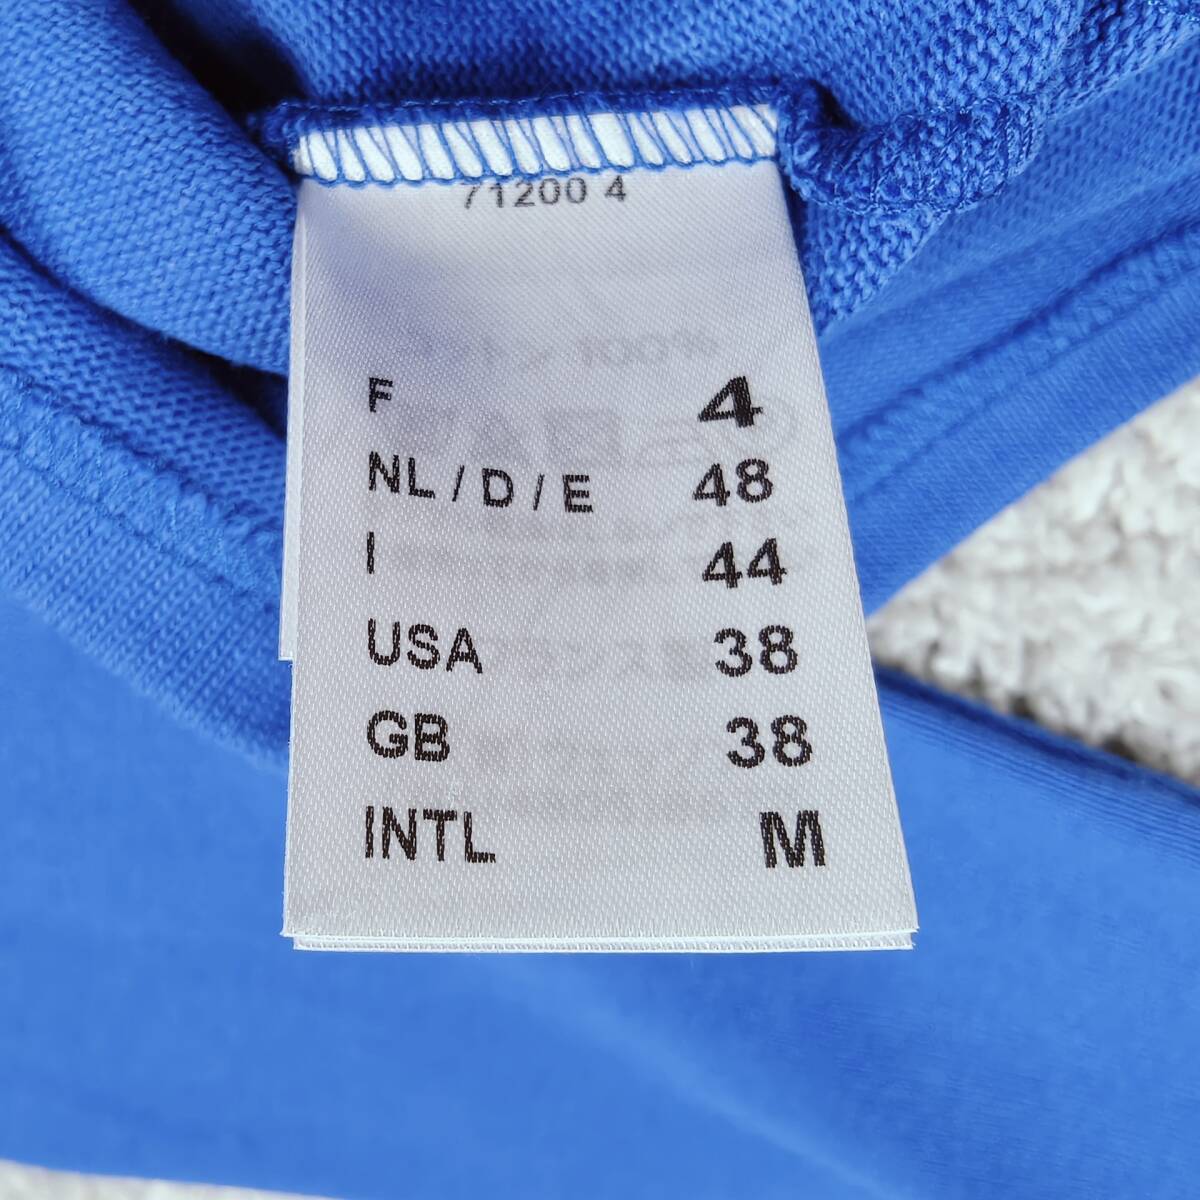 71200 4
F 4
NL / D / E 48
I 44
USA 38
GB 38
INTL M